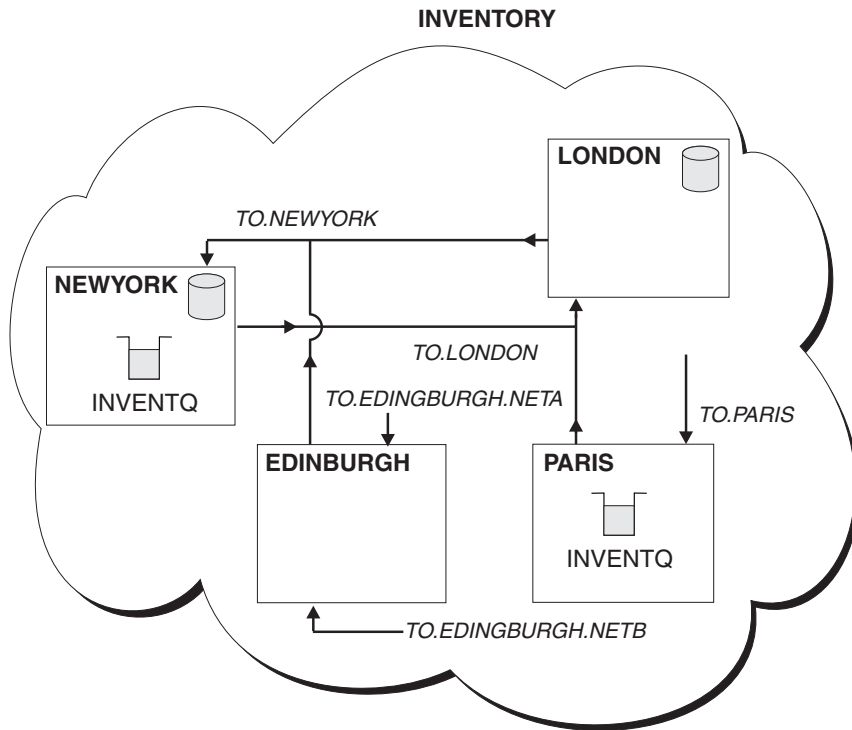 INVENTORY
LONDON
TO.NEWYORK
NEWYORK
TO.LONDON
INVENTQ
TO.EDINGBURGH.NETA
TO.PARIS
EDINBURGH
PARIS
INVENTQ
TO.EDINGBURGH.NETB